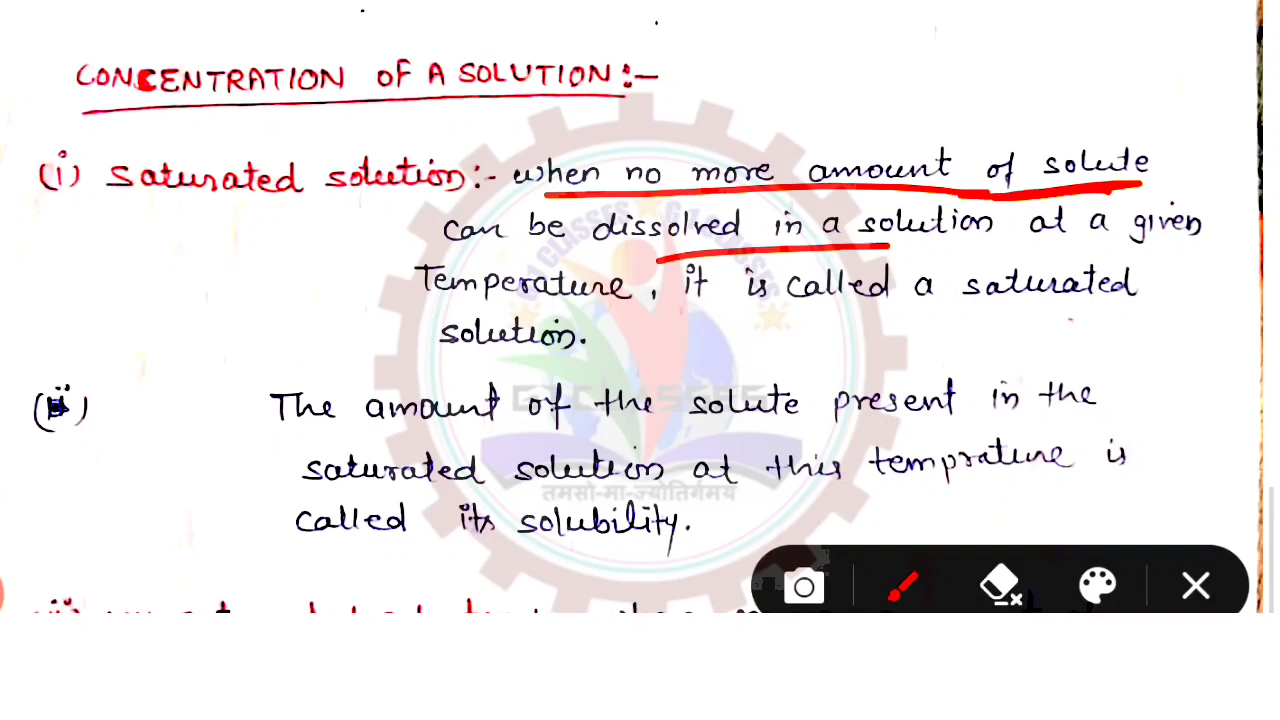 CONCENTRATION OF A SOLUTION :-
(i) saturated solution :- when no more amount of solute
can be dissolved in a solution at a given
Temperature, it is called a saturated
solution.
(ii) The amount of the solute present in the
saturated solution at this temprature is
called its solubility.
तमसो-मा-ज्योतिर्गमय